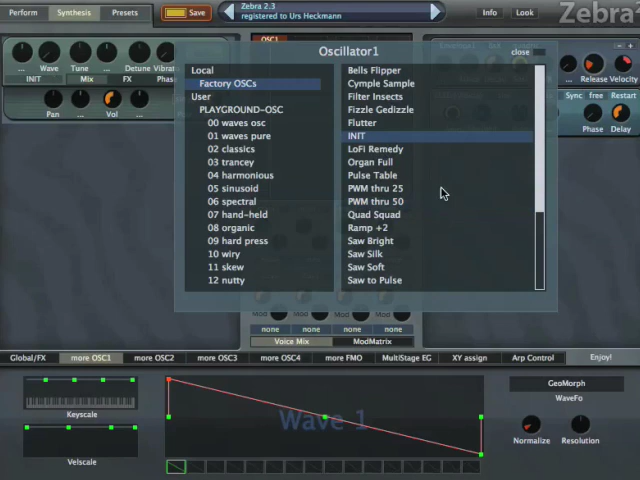 Perform Synthesis Presets Save Zebra 2.3 Info Look Zebra2
registered to Urs Heckmann
OSC1
Oscillator1
close
... Wave Tune ... Detune Vibrat
INIT Mix FX Phase
Pan ... Vol ... ...
... Release Velocity
Sync free Restart
Phase Delay
Local
Factory OSCs
User
PLAYGROUND-OSC
00 waves osc
01 waves pure
02 classics
03 trancey
04 harmonious
05 sinusoid
06 spectral
07 hand-held
08 organic
09 hard press
10 wiry
11 skew
12 nutty
Bells Flipper
Cymple Sample
Filter Insects
Fizzle Gedizzle
Flutter
INIT
LoFi Remedy
Organ Full
Pulse Table
PWM thru 25
PWM thru 50
Quad Squad
Ramp +2
Saw Bright
Saw Silk
Saw Soft
Saw to Pulse
Mod Mod Mod Mod
none none none none
Voice Mix ModMatrix
Global/FX more OSC1 more OSC2 more OSC3 more OSC4 more FMO MultiStage EG XY assign Arp Control Enjoy!
Keyscale
Velscale
Wave 1
GeoMorph
WaveFo
Normalize Resolution